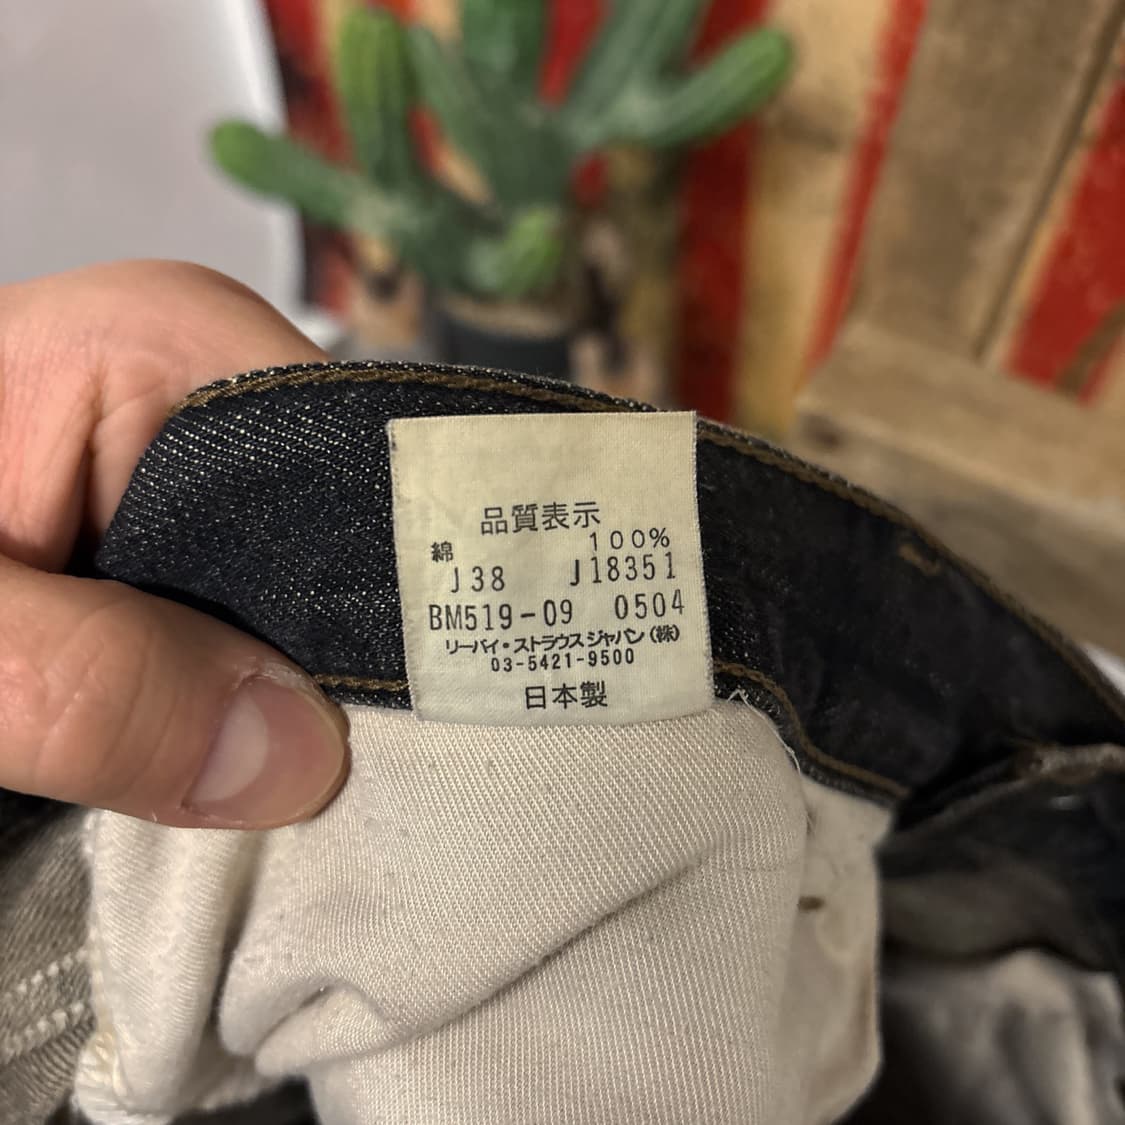 品質表示
綿 100%
J38 J18351
BM519-09 0504
リーバイ・ストラウス ジャパン(株)
03-5421-9500
日本製